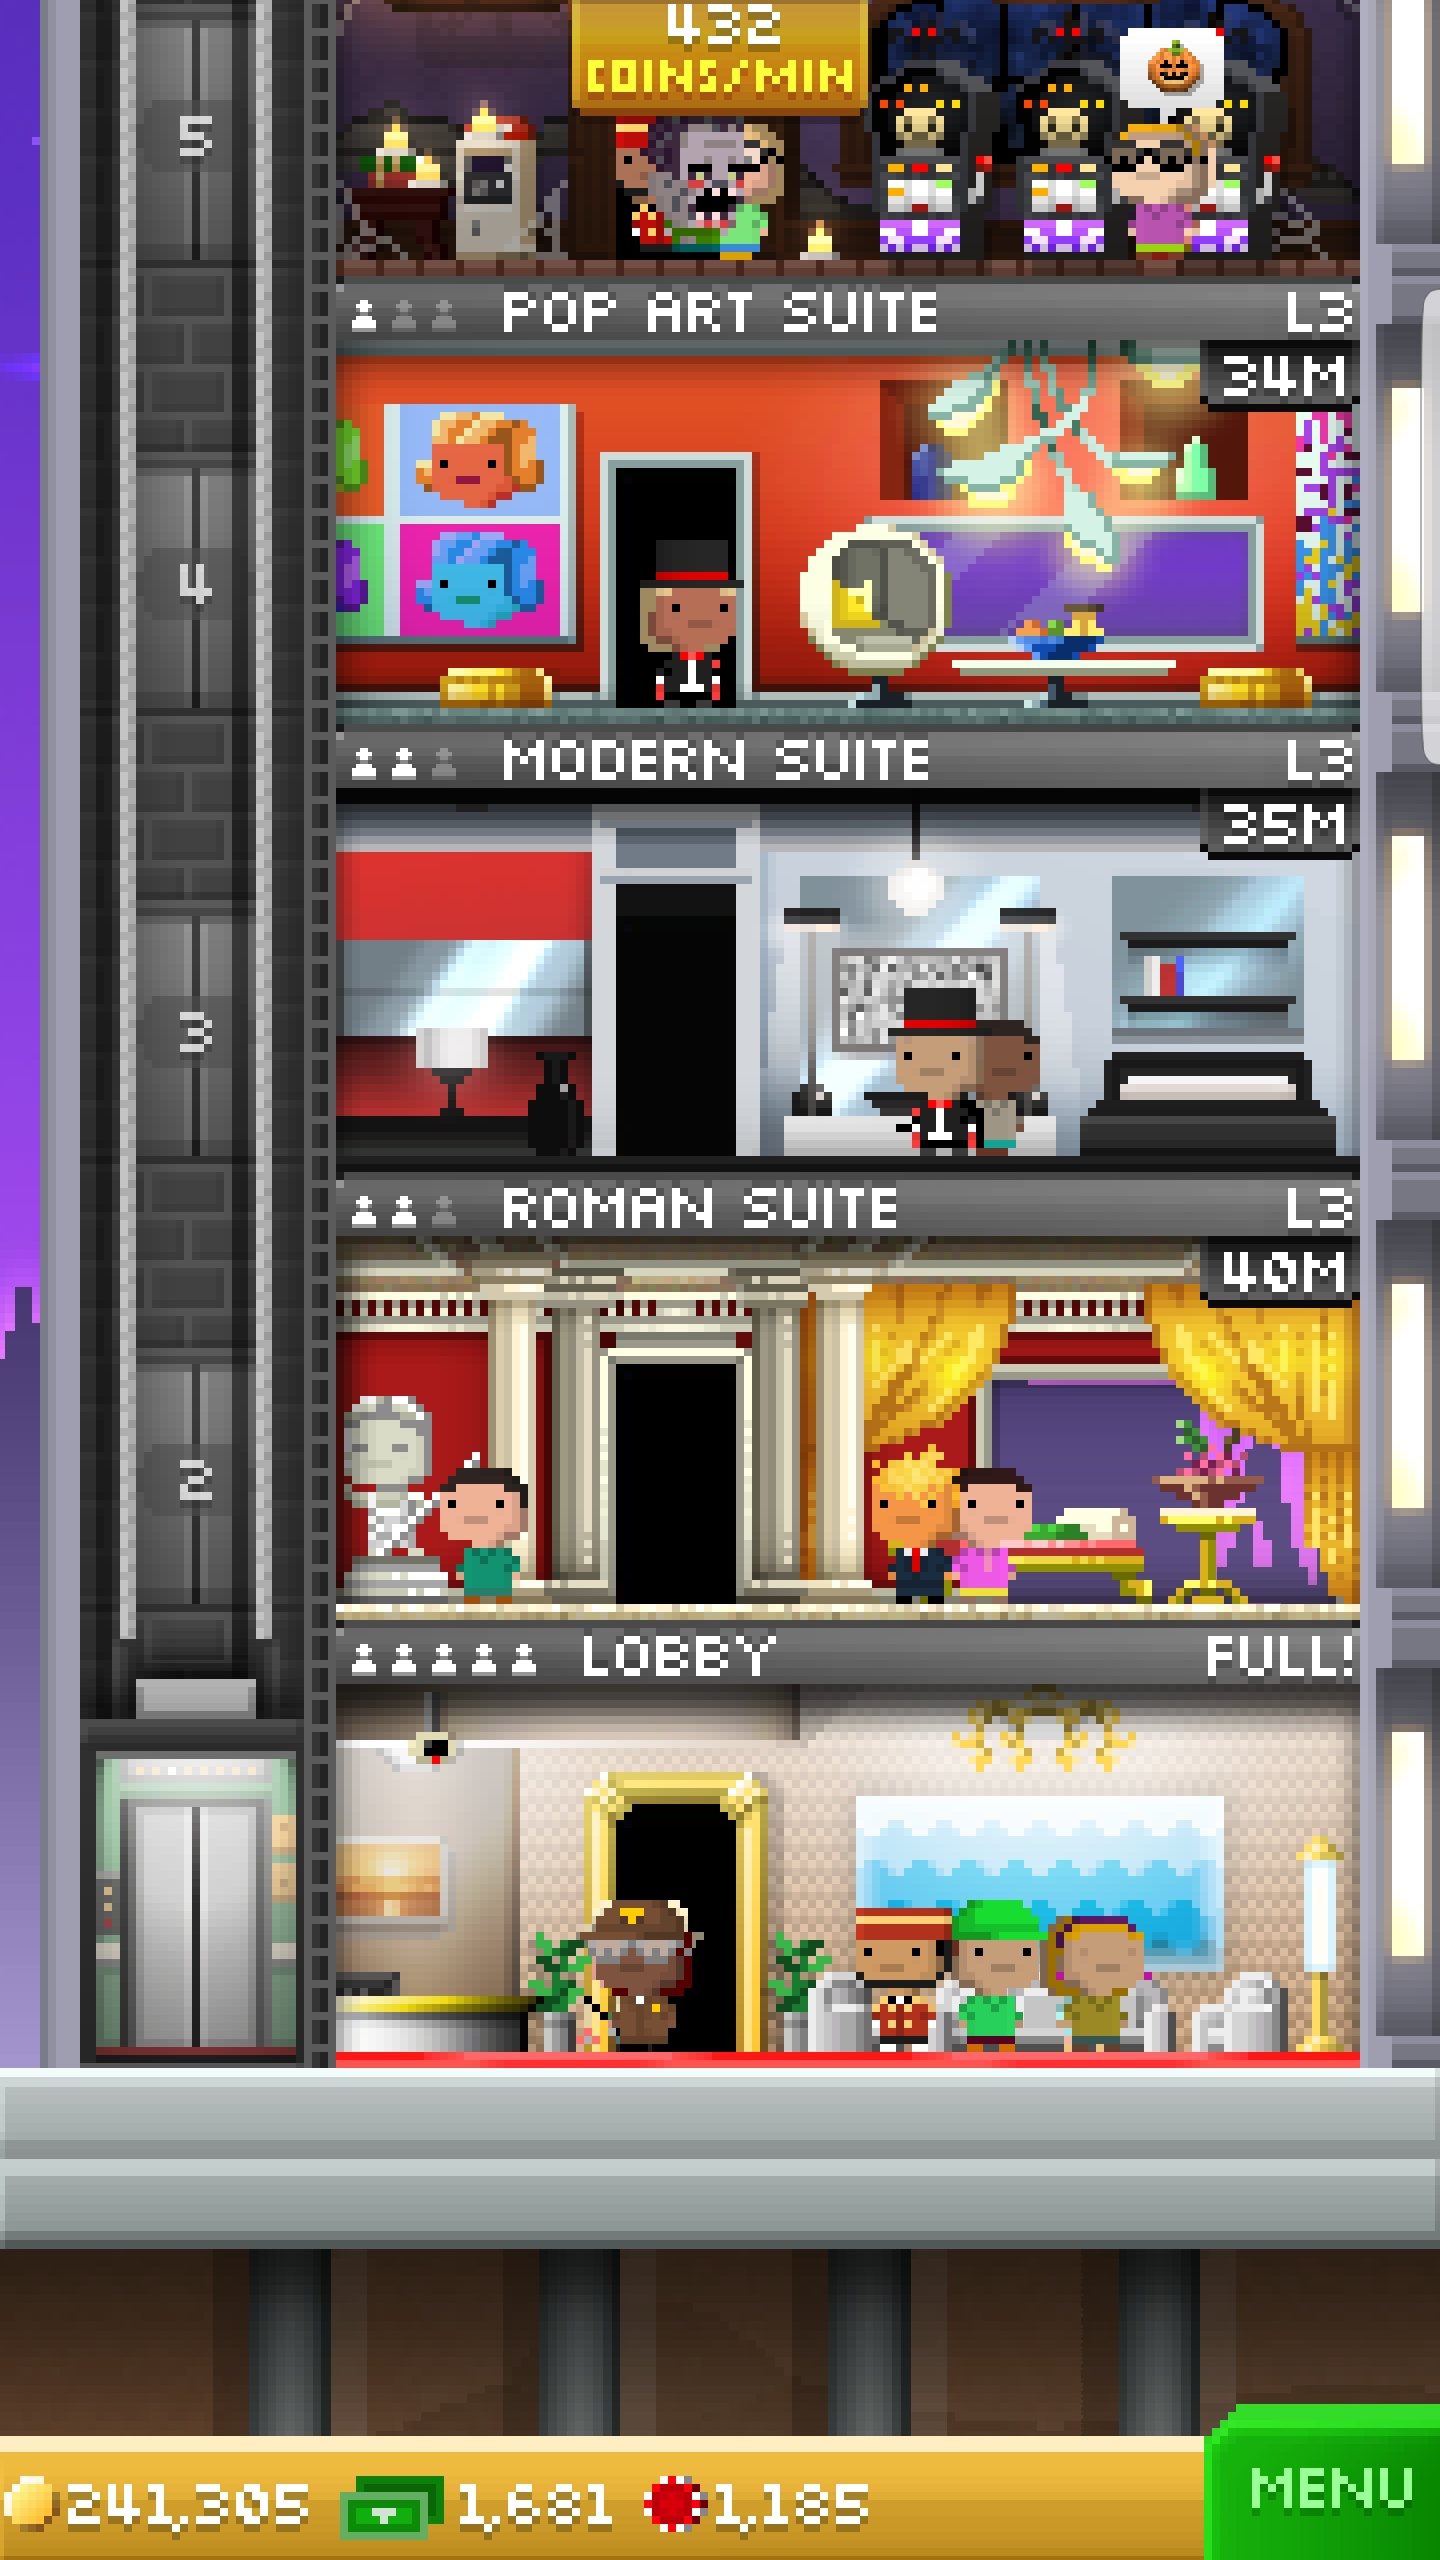 432
COINS/MIN
5
POP ART SUITE L3
34M
4
MODERN SUITE L3
35M
3
ROMAN SUITE L3
40M
2
LOBBY FULL!
241,305 1,681 1,185 MENU